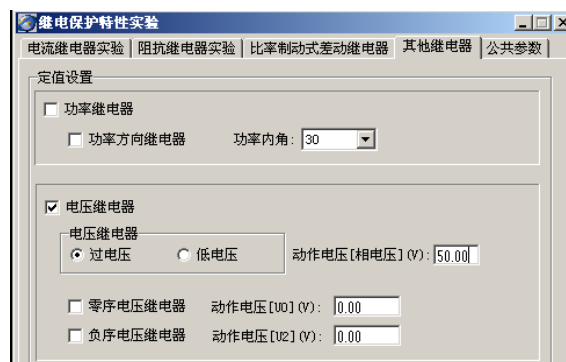 继电保护特性实验
电流继电器实验 阻抗继电器实验 比率制动式差动继电器 其他继电器 公共参数
定值设置
功率继电器
功率方向继电器 功率内角: 30
电压继电器
电压继电器
过电压 低电压 动作电压[相电压](V): 50.00
零序电压继电器 动作电压[U0](V): 0.00
负序电压继电器 动作电压[U2](V): 0.00